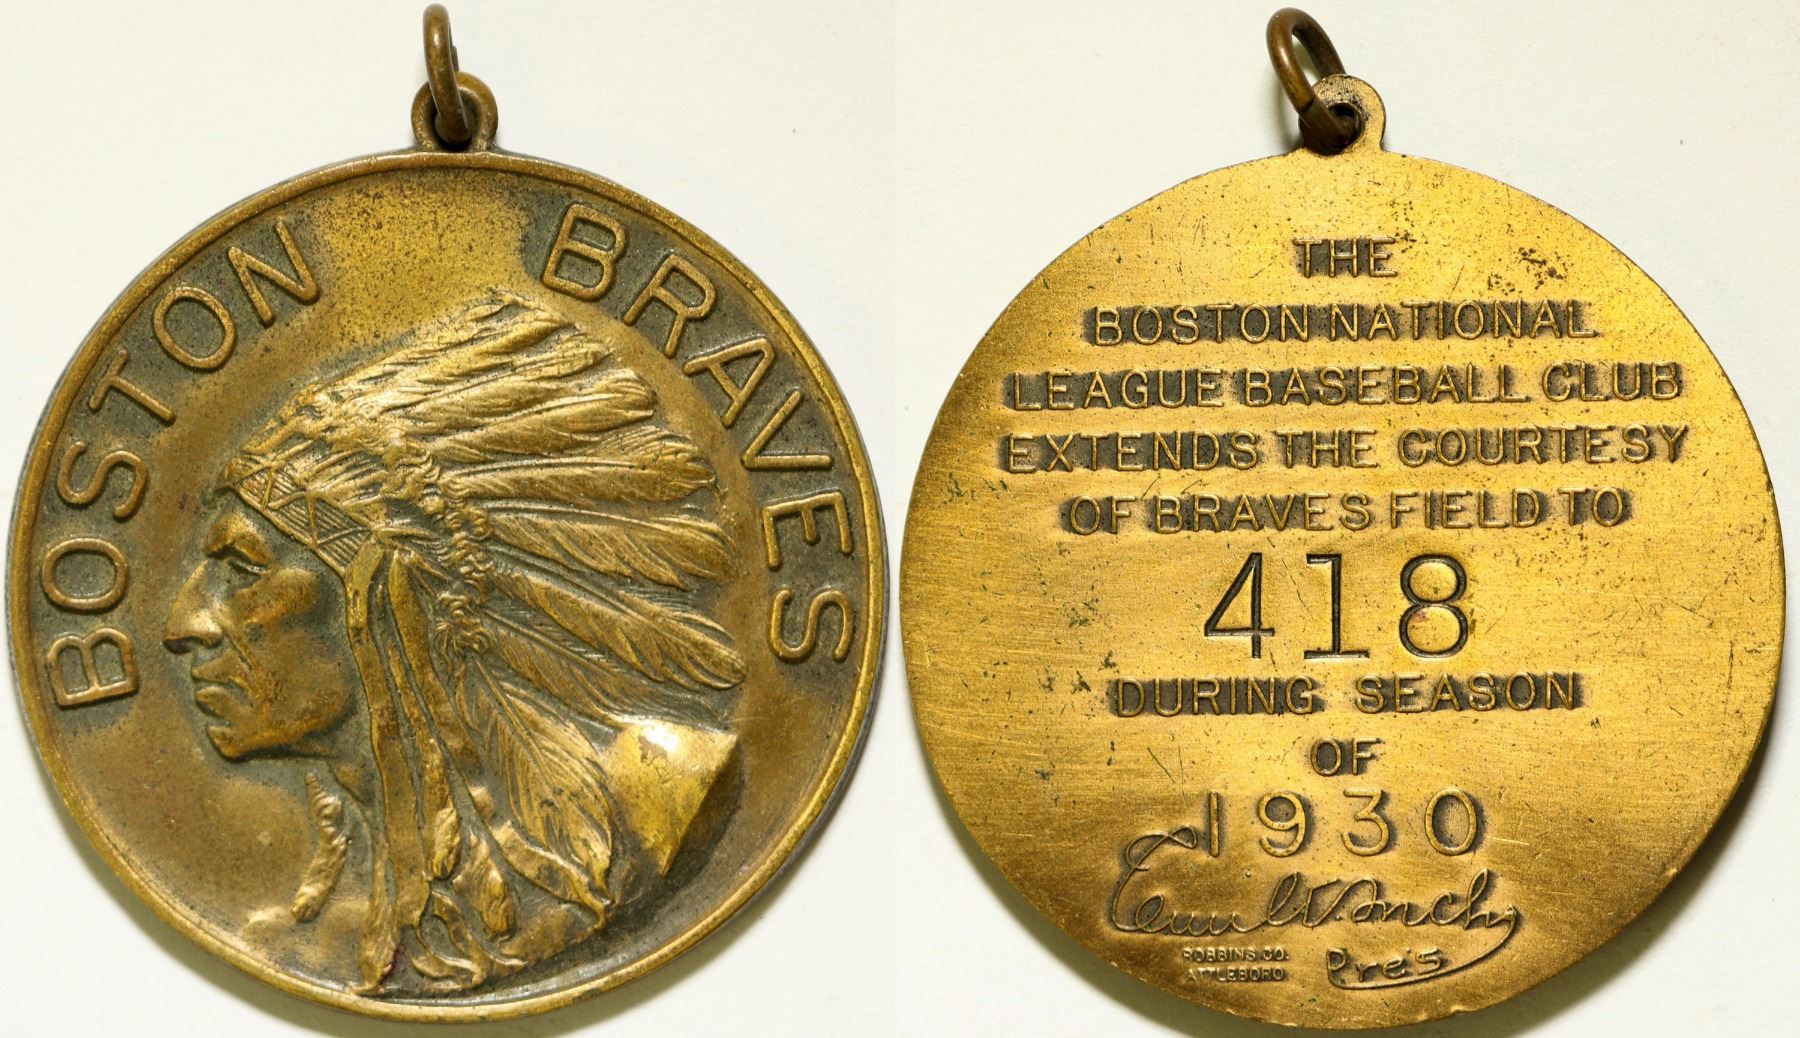 BOSTON BRAVES
THE
BOSTON NATIONAL
LEAGUE BASEBALL CLUB
EXTENDS THE COURTESY
OF BRAVES FIELD TO
418
DURING SEASON
OF
1930
Pre's
ROBBINS.CO.
ATTLEBORO